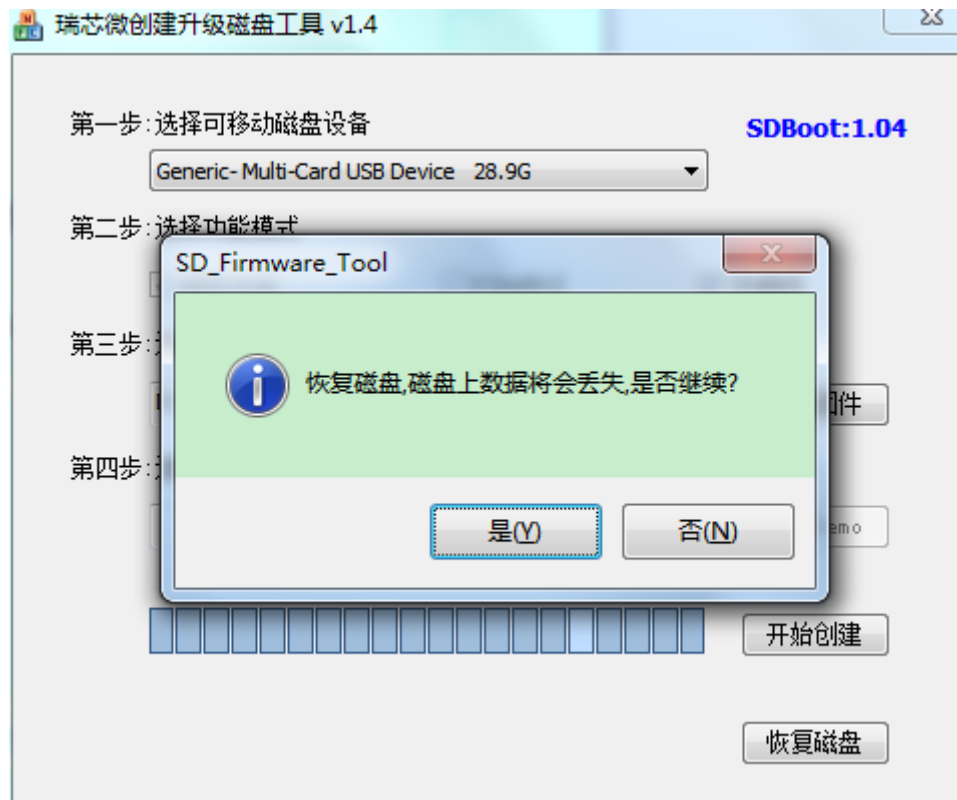 瑞芯微创建升级磁盘工具 v1.4
第一步:选择可移动磁盘设备
SDBoot:1.04
Generic- Multi-Card USB Device 28.9G
第二步:选择功能模式
SD_Firmware_Tool
第三步:
恢复磁盘,磁盘上数据将会丢失,是否继续?
件
第四步:
是(Y)
否(N)
emo
开始创建
恢复磁盘